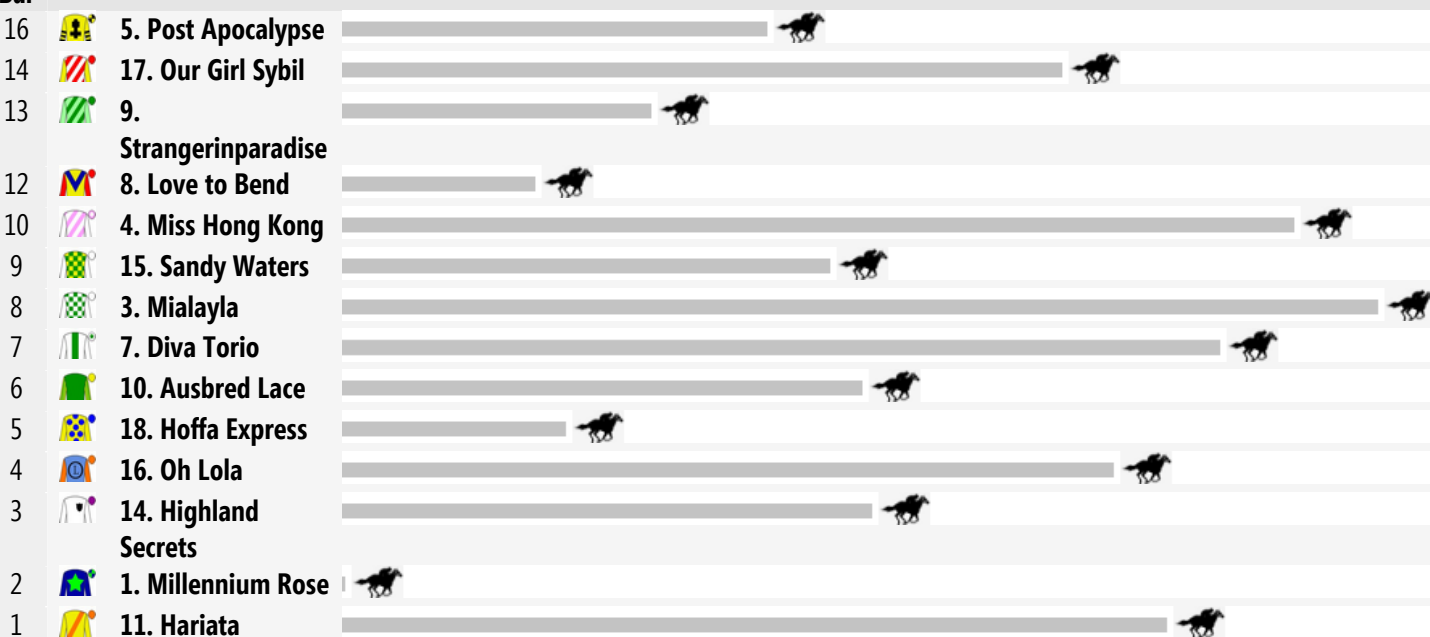 Bar
16 5. Post Apocalypse
14 17. Our Girl Sybil
13 9.
Strangerinparadise
12 8. Love to Bend
10 4. Miss Hong Kong
9 15. Sandy Waters
8 3. Mialayla
7 7. Diva Torio
6 10. Ausbred Lace
5 18. Hoffa Express
4 16. Oh Lola
3 14. Highland
Secrets
2 1. Millennium Rose
1 11. Hariata